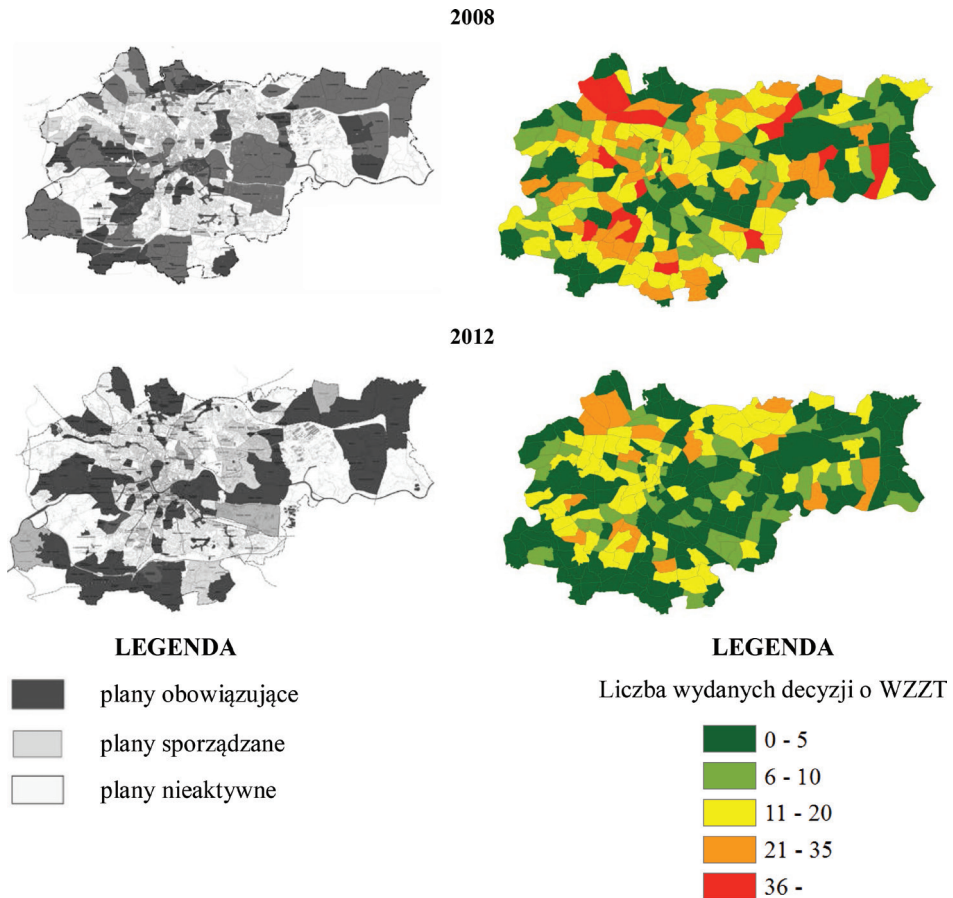 2008
2012
LEGENDA
plany obowiązujące
plany sporządzane
plany nieaktywne
LEGENDA
Liczba wydanych decyzji o WZZT
0 - 5
6 - 10
11 - 20
21 - 35
36 -